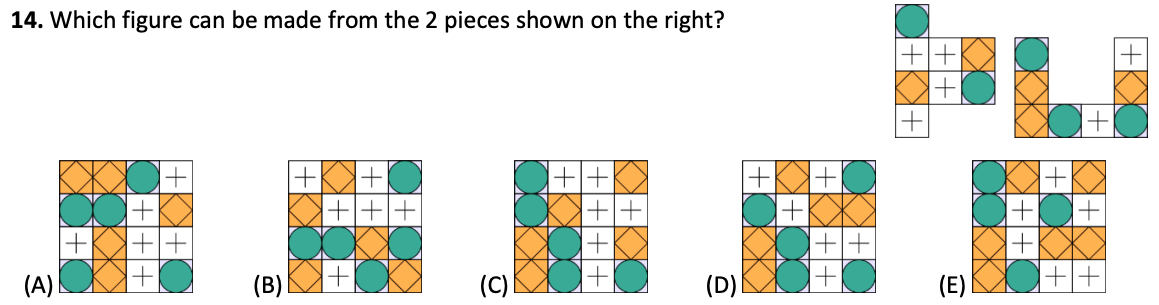 14. Which figure can be made from the 2 pieces shown on the right?
(A) (B) (C) (D) (E)